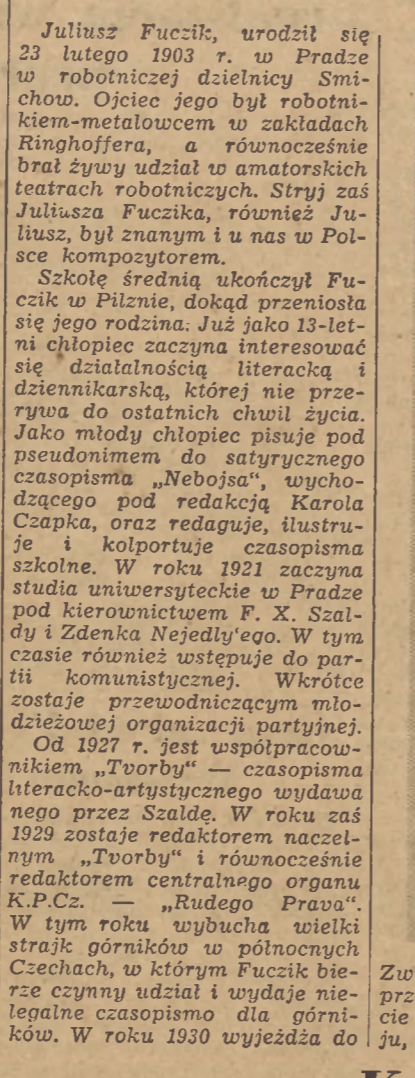 Juliusz Fuczik, urodził się
23 lutego 1903 r. w Pradze
w robotniczej dzielnicy Smi-
chow. Ojciec jego był robotni-
kiem-metalowcem w zakładach
Ringhoffera, a równocześnie
brał żywy udział w amatorskich
teatrach robotniczych. Stryj zaś
Juliusza Fuczika, również Ju-
liusz, był znanym i u nas w Pol-
sce kompozytorem.
Szkołę średnią ukończył Fu-
czik w Pilznie, dokąd przeniosła
się jego rodzina. Już jako 13-let-
ni chłopiec zaczyna interesować
się działalnością literacką i
dziennikarską, której nie prze-
rywa do ostatnich chwil życia.
Jako młody chłopiec pisuje pod
pseudonimem do satyrycznego
czasopisma „Nebojsa“, wycho-
dzącego pod redakcją Karola
Czapka, oraz redaguje, ilustru-
je i kolportuje czasopisma
szkolne. W roku 1921 zaczyna
studia uniwersyteckie w Pradze
pod kierownictwem F. X. Szal-
dy i Zdenka Nejedly‘ego. W tym
czasie również wstępuje do par-
tii komunistycznej. Wkrótce
zostaje przewodniczącym mło-
dzieżowej organizacji partyjnej.
Od 1927 r. jest współpracow-
nikiem „Tvorby“ — czasopisma
literacko-artystycznego wydawa
nego przez Szaldę. W roku zaś
1929 zostaje redaktorem naczel-
nym „Tvorby“ i równocześnie
redaktorem centralnego organu
K.P.Cz. — „Rudego Prava“.
W tym roku wybucha wielki
strajk górników w północnych
Czechach, w którym Fuczik bie-
rze czynny udział i wydaje nie-
legalne czasopismo dla górni-
ków. W roku 1930 wyjeżdża do
Zw
prz
cie
ju,